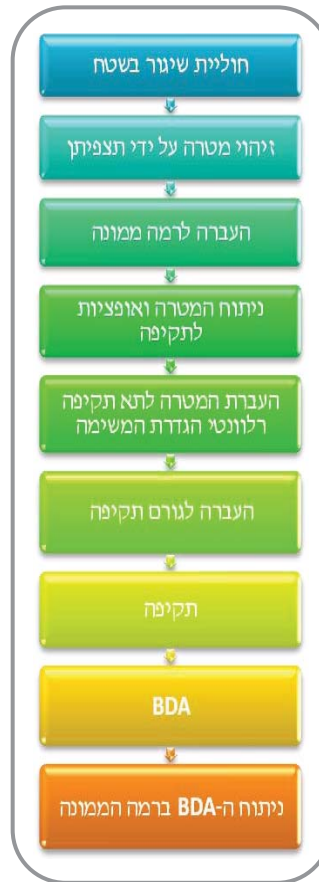 חוליית שיגור בשטח
זיהוי מטרה על ידי תצפיתן
העברה לרמה ממונה
ניתוח המטרה ואופציות
לתקיפה
העברת המטרה לתא תקיפה
רלוונטי הגדרת המשימה
העברה לגורם תקיפה
תקיפה
BDA
ניתוח ה-BDA ברמה הממונה